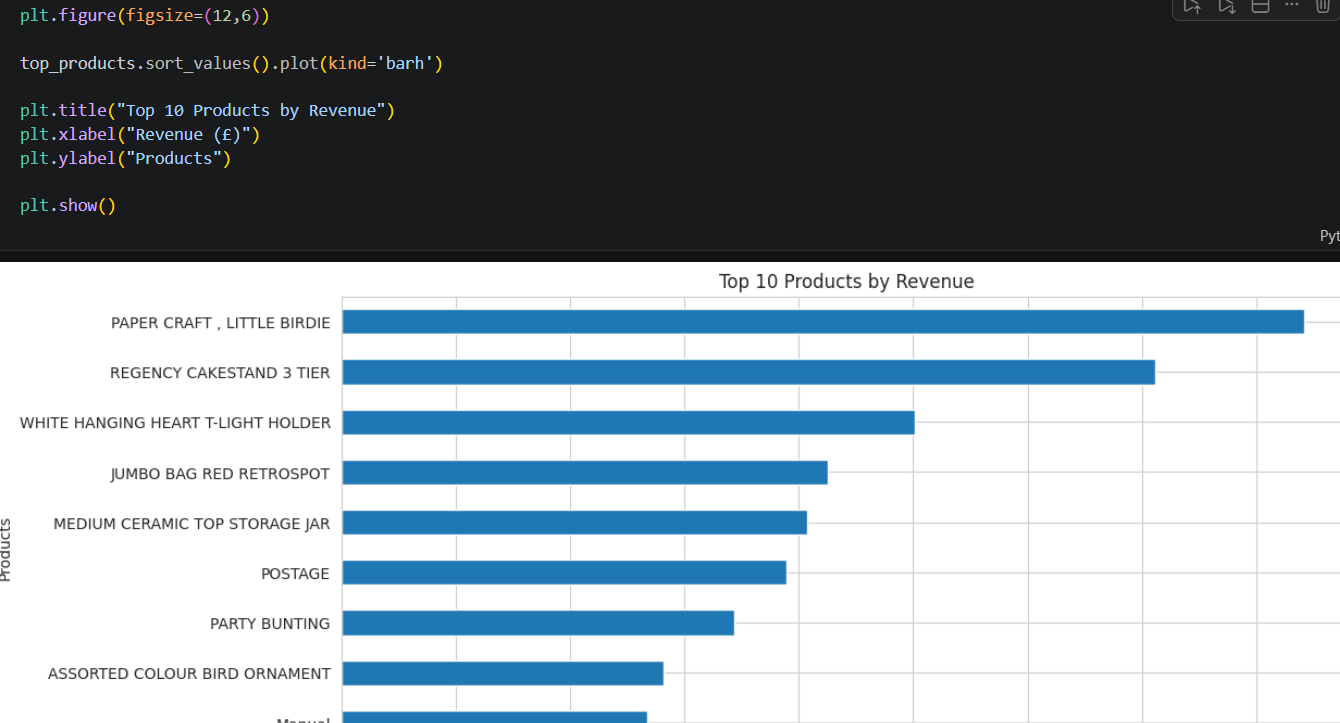 plt.figure(figsize=(12,6))
top_products.sort_values().plot(kind='barh')
plt.title("Top 10 Products by Revenue")
plt.xlabel("Revenue (£)")
plt.ylabel("Products")
plt.show()
Pyt
Top 10 Products by Revenue
PAPER CRAFT , LITTLE BIRDIE
REGENCY CAKESTAND 3 TIER
WHITE HANGING HEART T-LIGHT HOLDER
JUMBO BAG RED RETROSPOT
MEDIUM CERAMIC TOP STORAGE JAR
POSTAGE
PARTY BUNTING
ASSORTED COLOUR BIRD ORNAMENT
Manual
Products